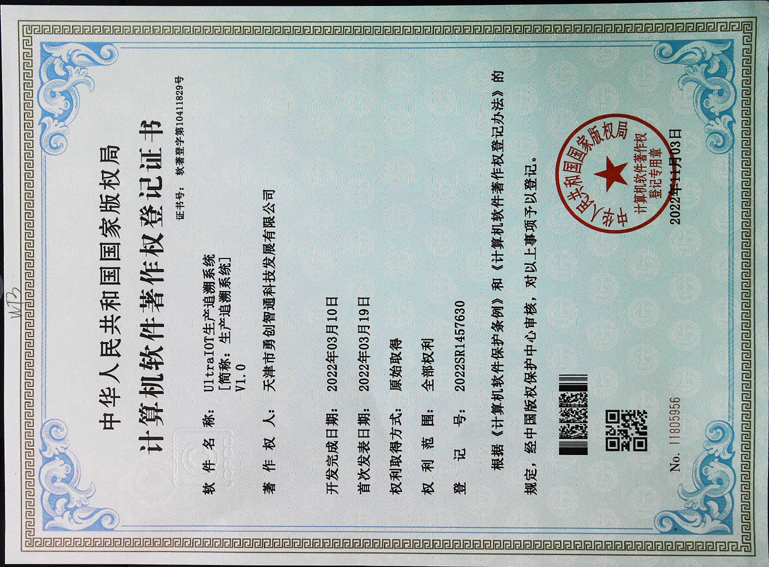 WB
中华人民共和国国家版权局
计算机软件著作权登记证书
证书号： 软著登字第10411829号
软件名称： UltraIOT生产追溯系统
[简称：生产追溯系统]
V1.0
著作权人： 天津市勇创智通科技发展有限公司
开发完成日期： 2022年03月10日
首次发表日期： 2022年03月19日
权利取得方式： 原始取得
权利范围： 全部权利
登记号： 2022SR1457630
根据《计算机软件保护条例》和《计算机软件著作权登记办法》的
规定，经中国版权保护中心审核，对以上事项予以登记。
中华人民共和国国家版权局
计算机软件著作权
登记专用章
2022年11月03日
No. 11805956